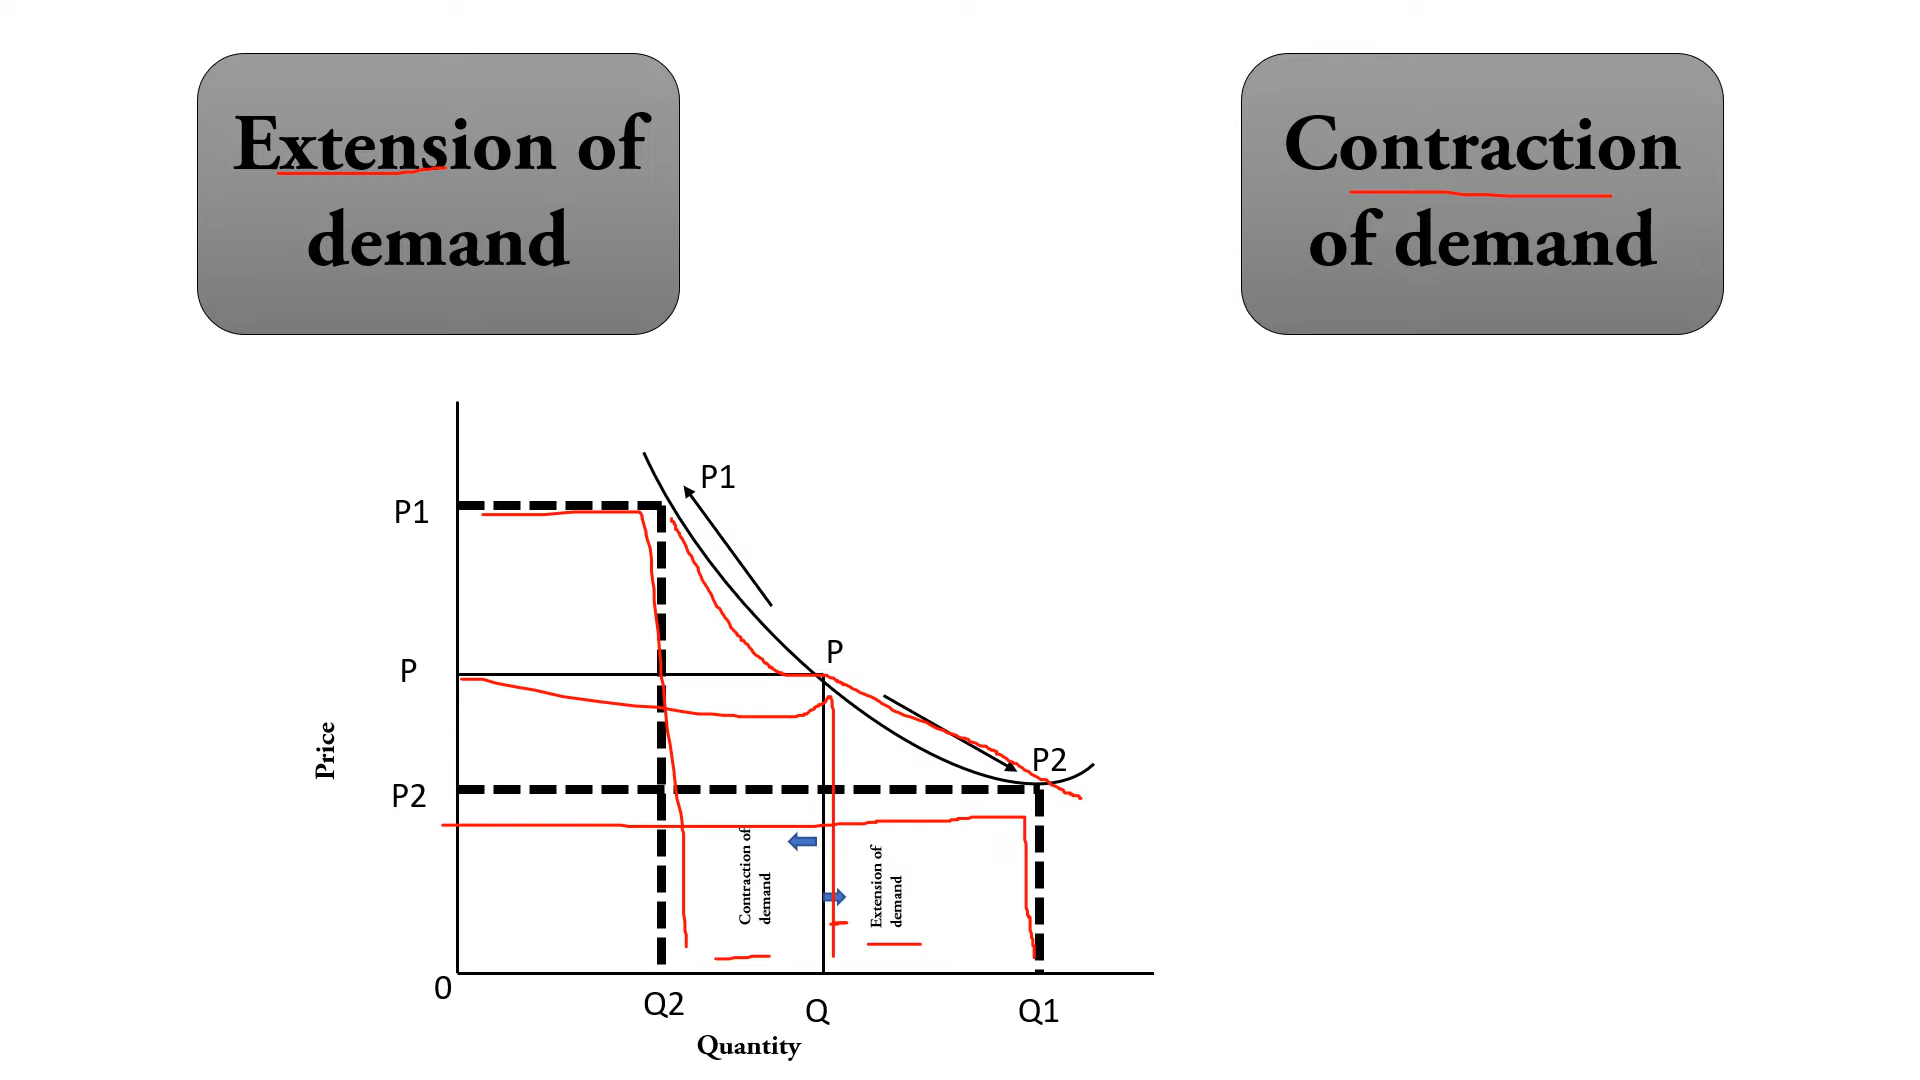 Extension of
demand
Contraction
of demand
P1
P1
P
P
Price
P2
P2
Contraction of
demand
Extension of
demand
0
Q2
Q
Q1
Quantity